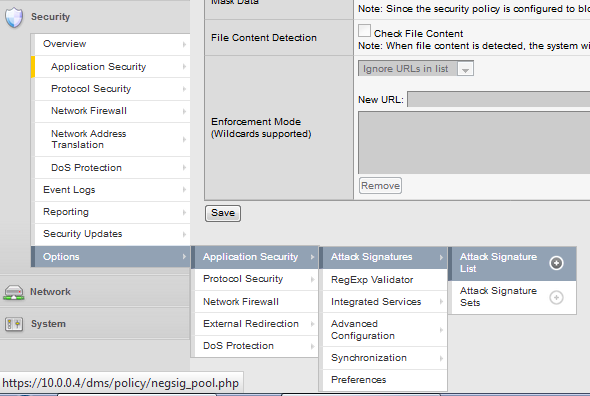 Mask Data
Note: Since the security policy is configured to blo
Security
Overview
Application Security
Protocol Security
Network Firewall
Network Address
Translation
DoS Protection
Event Logs
Reporting
Security Updates
Options
File Content Detection
Check File Content
Note: When file content is detected, the system wi
Enforcement Mode
(Wildcards supported)
Ignore URLs in list
New URL:
Remove
Save
Application Security
Protocol Security
Network Firewall
External Redirection
DoS Protection
Attack Signatures
RegExp Validator
Integrated Services
Advanced
Configuration
Synchronization
Preferences
Attack Signature
List
Attack Signature
Sets
Network
System
https://10.0.0.4/dms/policy/negsig_pool.php